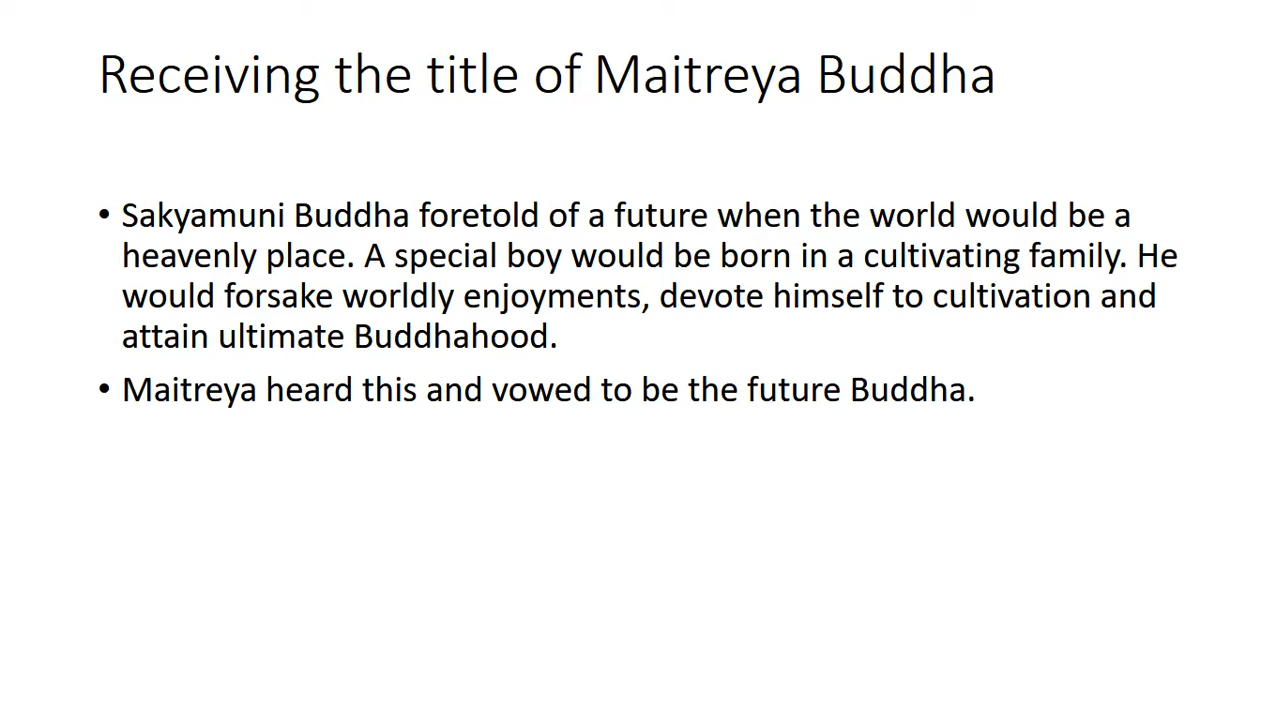 Receiving the title of Maitreya Buddha
• Sakyamuni Buddha foretold of a future when the world would be a
heavenly place. A special boy would be born in a cultivating family. He
would forsake worldly enjoyments, devote himself to cultivation and
attain ultimate Buddhahood.
• Maitreya heard this and vowed to be the future Buddha.